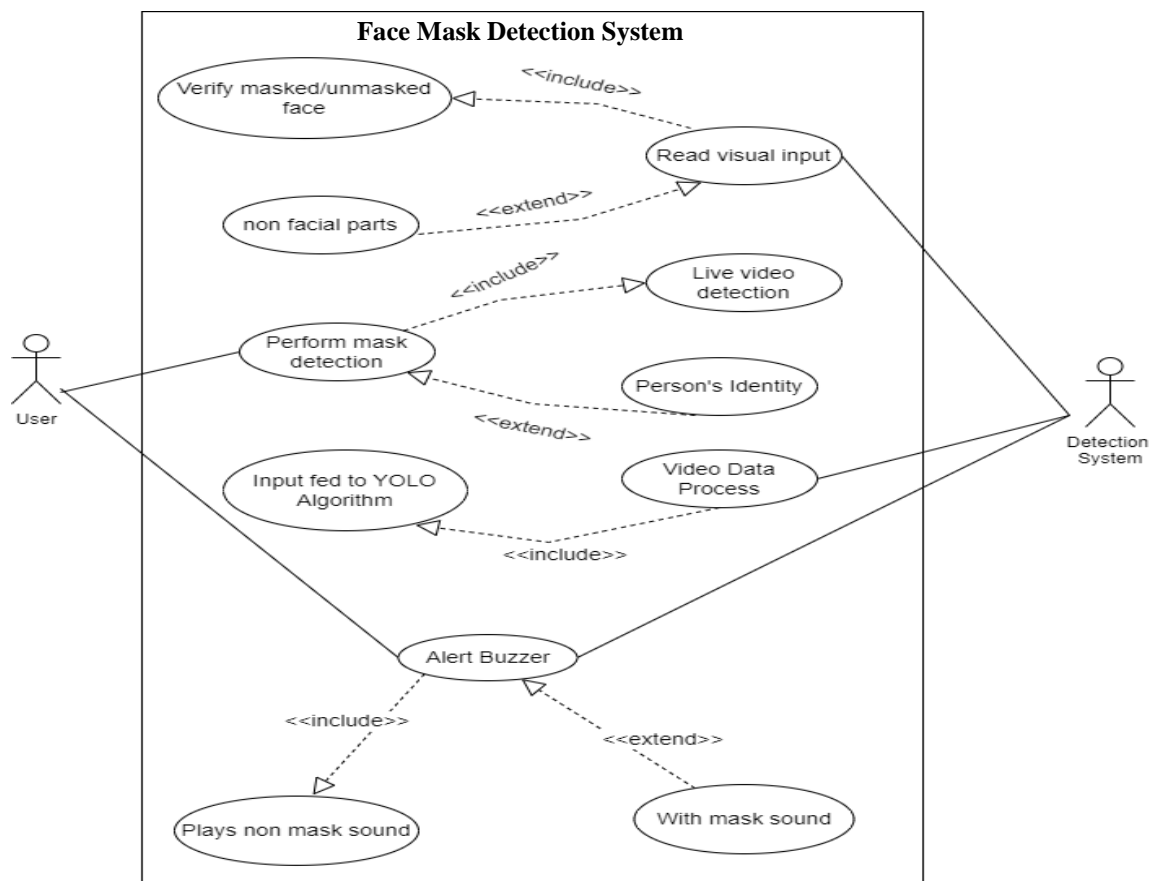 Face Mask Detection System
<<include>>
Verify masked/unmasked
face
Read visual input
<<extend>>
non facial parts
<<include>>
Live video
detection
Perform mask
detection
Person's Identity
<<extend>>
User
Detection
System
Input fed to YOLO
Algorithm
Video Data
Process
<<include>>
Alert Buzzer
<<include>>
<<extend>>
Plays non mask sound
With mask sound